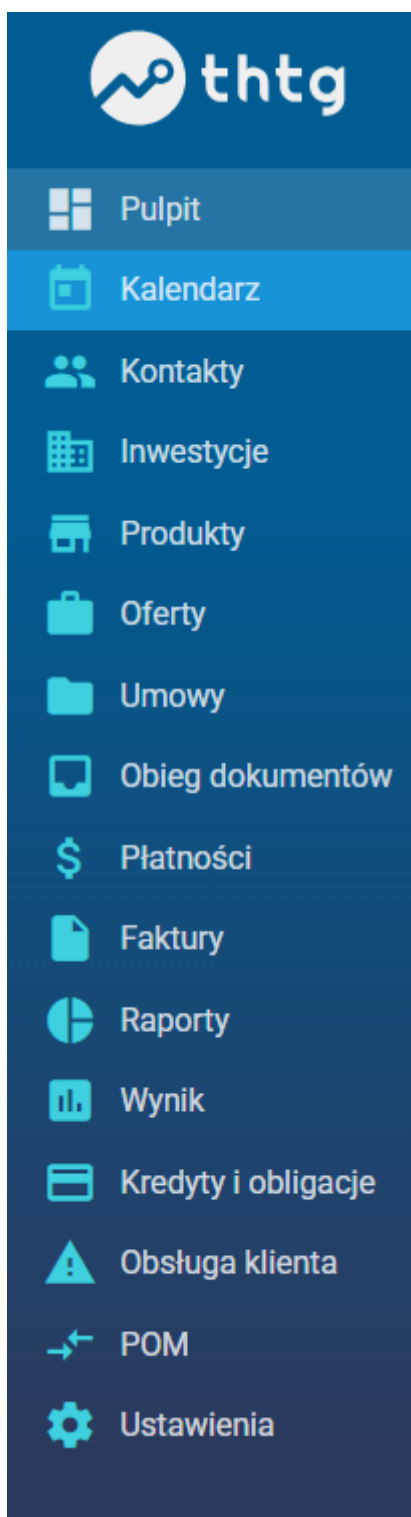 thtg
Pulpit
Kalendarz
Kontakty
Inwestycje
Produkty
Oferty
Umowy
Obieg dokumentów
Płatności
Faktury
Raporty
Wynik
Kredyty i obligacje
Obsługa klienta
POM
Ustawienia